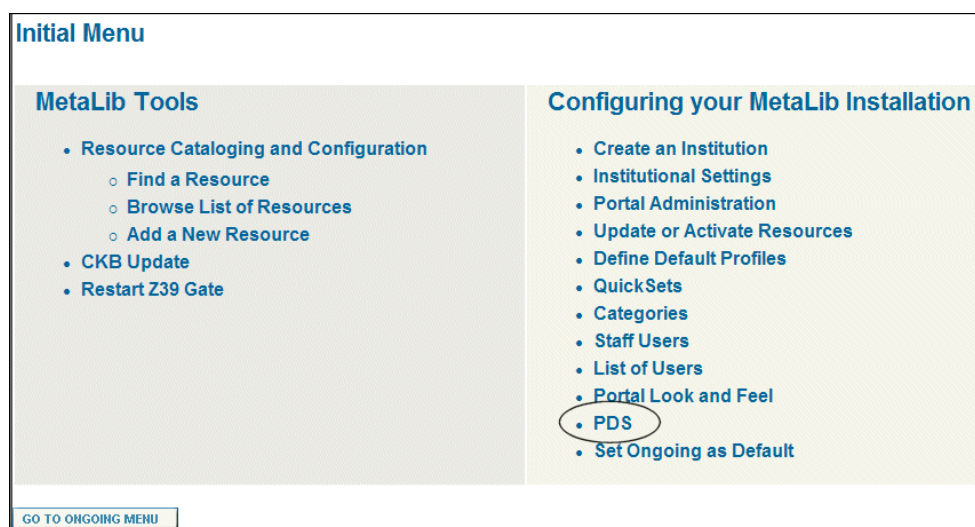 Initial Menu
MetaLib Tools
Resource Cataloging and Configuration
Find a Resource
Browse List of Resources
Add a New Resource
CKB Update
Restart Z39 Gate
Configuring your MetaLib Installation
Create an Institution
Institutional Settings
Portal Administration
Update or Activate Resources
Define Default Profiles
QuickSets
Categories
Staff Users
List of Users
Portal Look and Feel
PDS
Set Ongoing as Default
GO TO ONGOING MENU